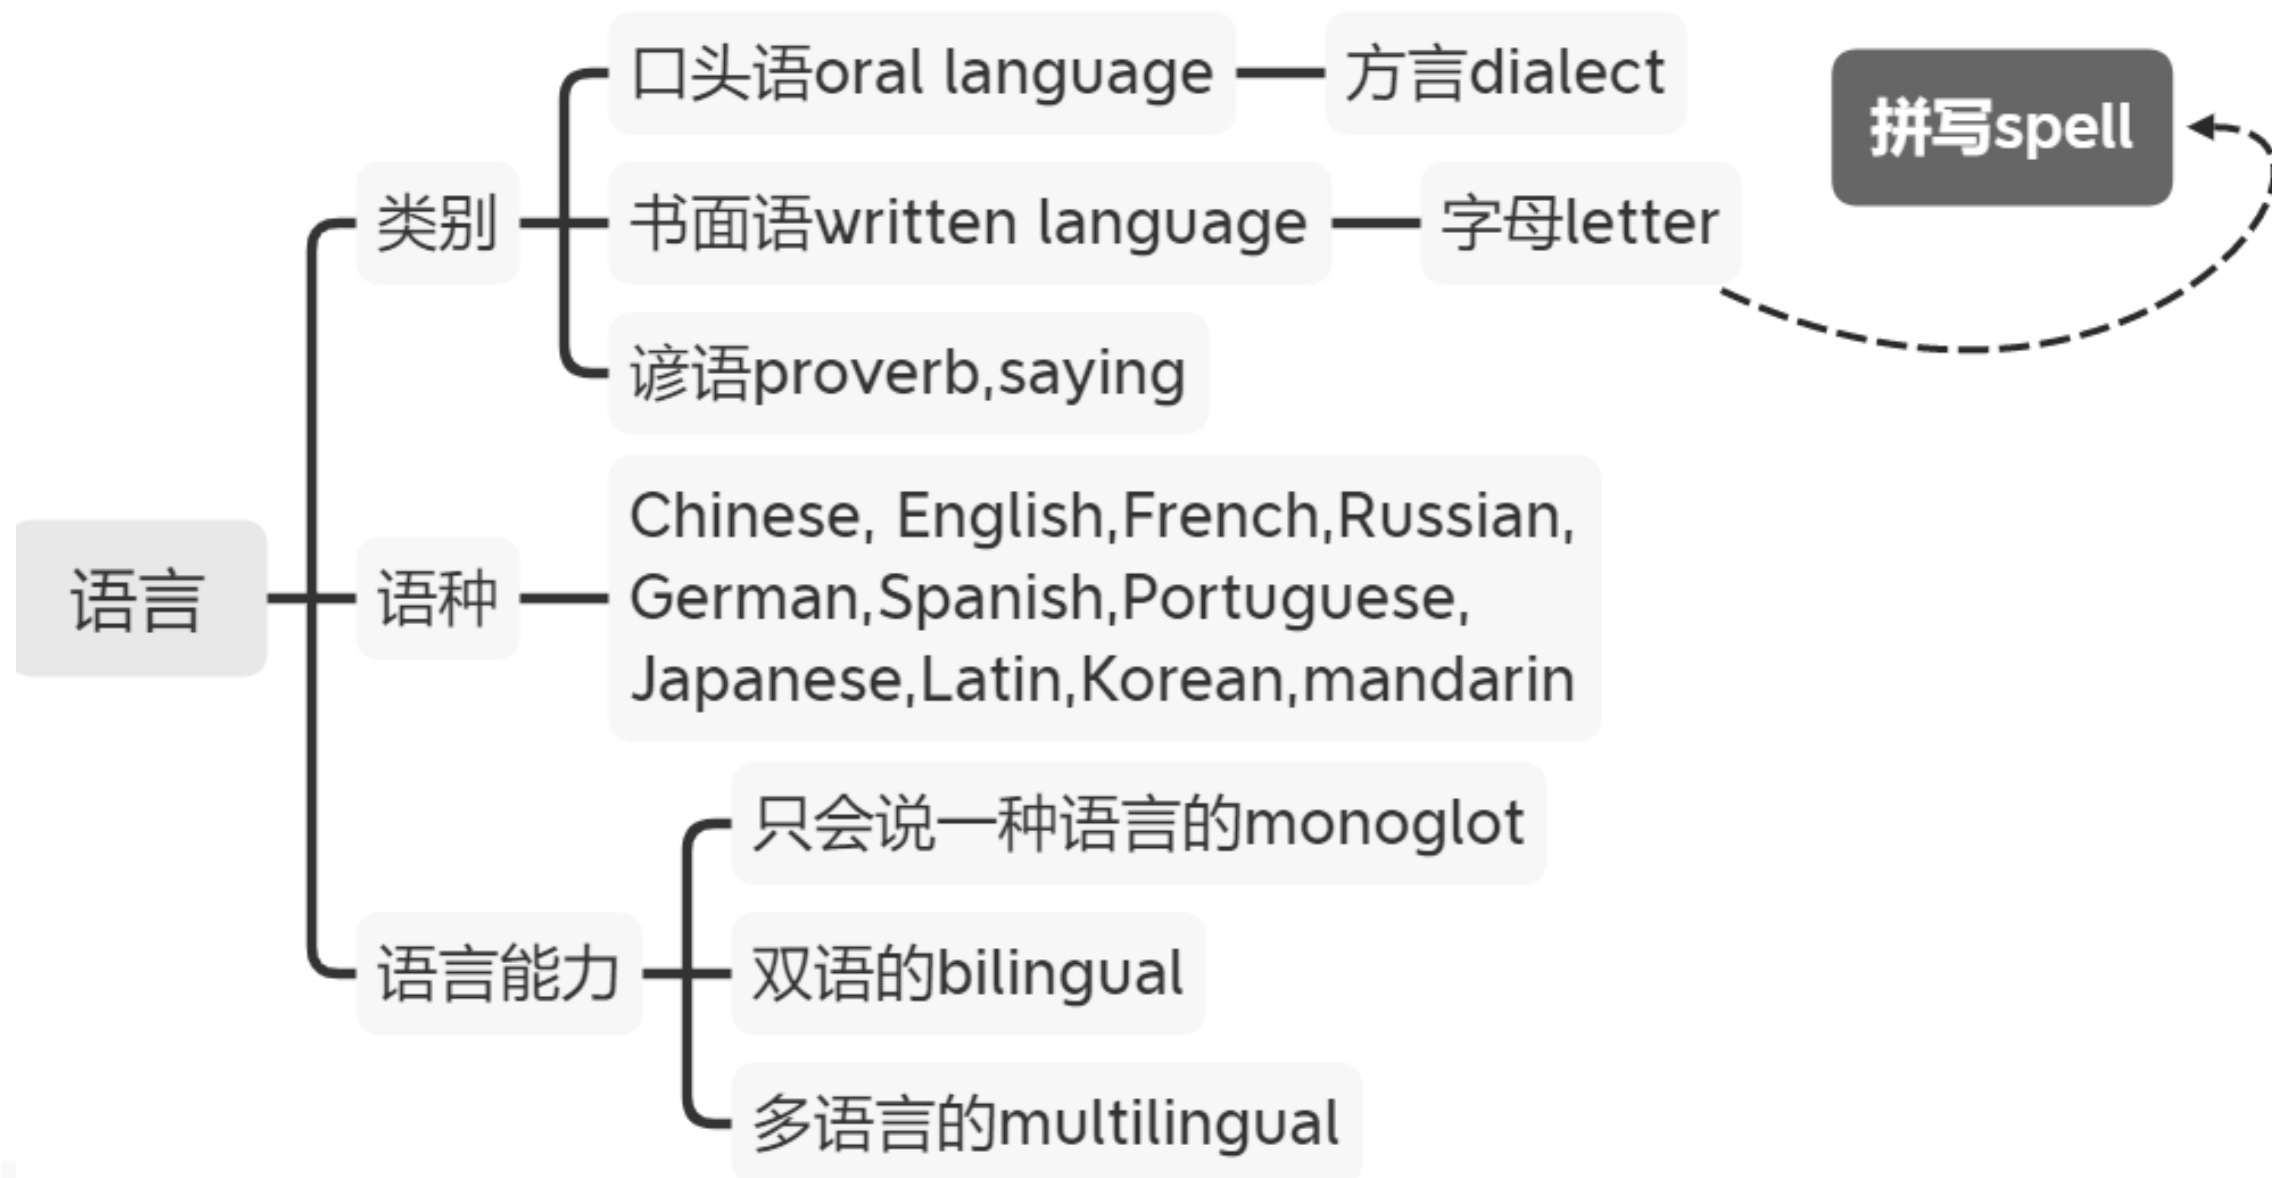 口头语oral language
方言dialect
拼写spell
类别
书面语written language
字母letter
谚语proverb,saying
语言
语种
Chinese, English,French,Russian,
German,Spanish,Portuguese,
Japanese,Latin,Korean,mandarin
语言能力
只会说一种语言的monoglot
双语的bilingual
多语言的multilingual